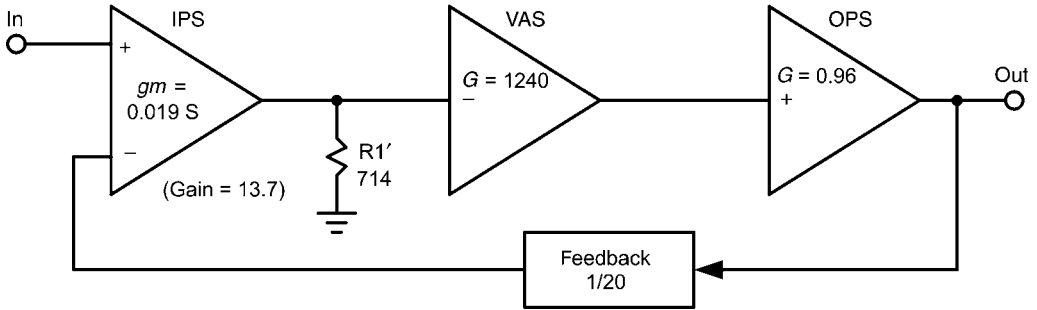 In
IPS
VAS
OPS
+
gm =
0.019 S
−
(Gain = 13.7)
R1′
714
G = 1240
−
G = 0.96
+
Out
Feedback
1/20